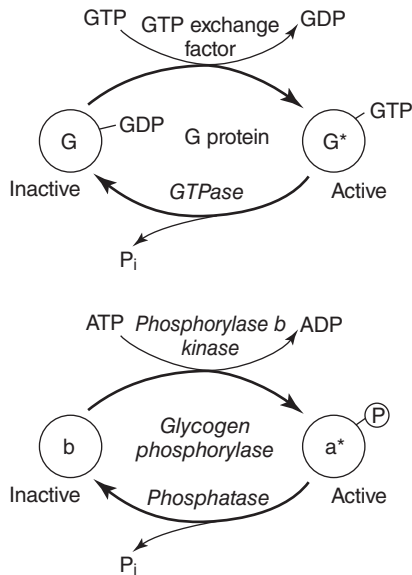 GTP
GTP exchange
factor
GDP
G
GDP
G protein
G*
GTP
Inactive
GTPase
Active
Pi
ATP
Phosphorylase b
kinase
ADP
b
Glycogen
phosphorylase
a*
P
Inactive
Phosphatase
Active
Pi